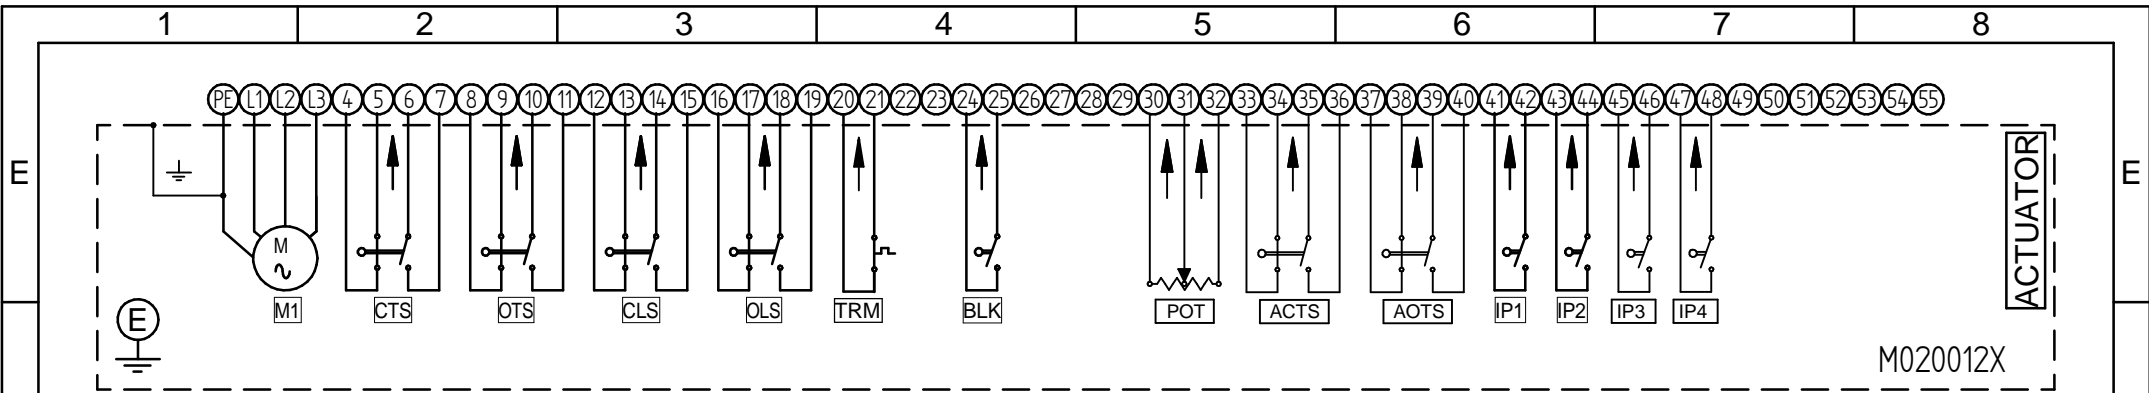 1 2 3 4 5 6 7 8
PE L1 L2 L3 4 5 6 7 8 9 10 11 12 13 14 15 16 17 18 19 20 21 22 23 24 25 26 27 28 29 30 31 32 33 34 35 36 37 38 39 40 41 42 43 44 45 46 47 48 49 50 51 52 53 54 55
E E
ACTUATOR
M
M1 CTS OTS CLS OLS TRM BLK POT ACTS AOTS IP1 IP2 IP3 IP4
E
M020012X